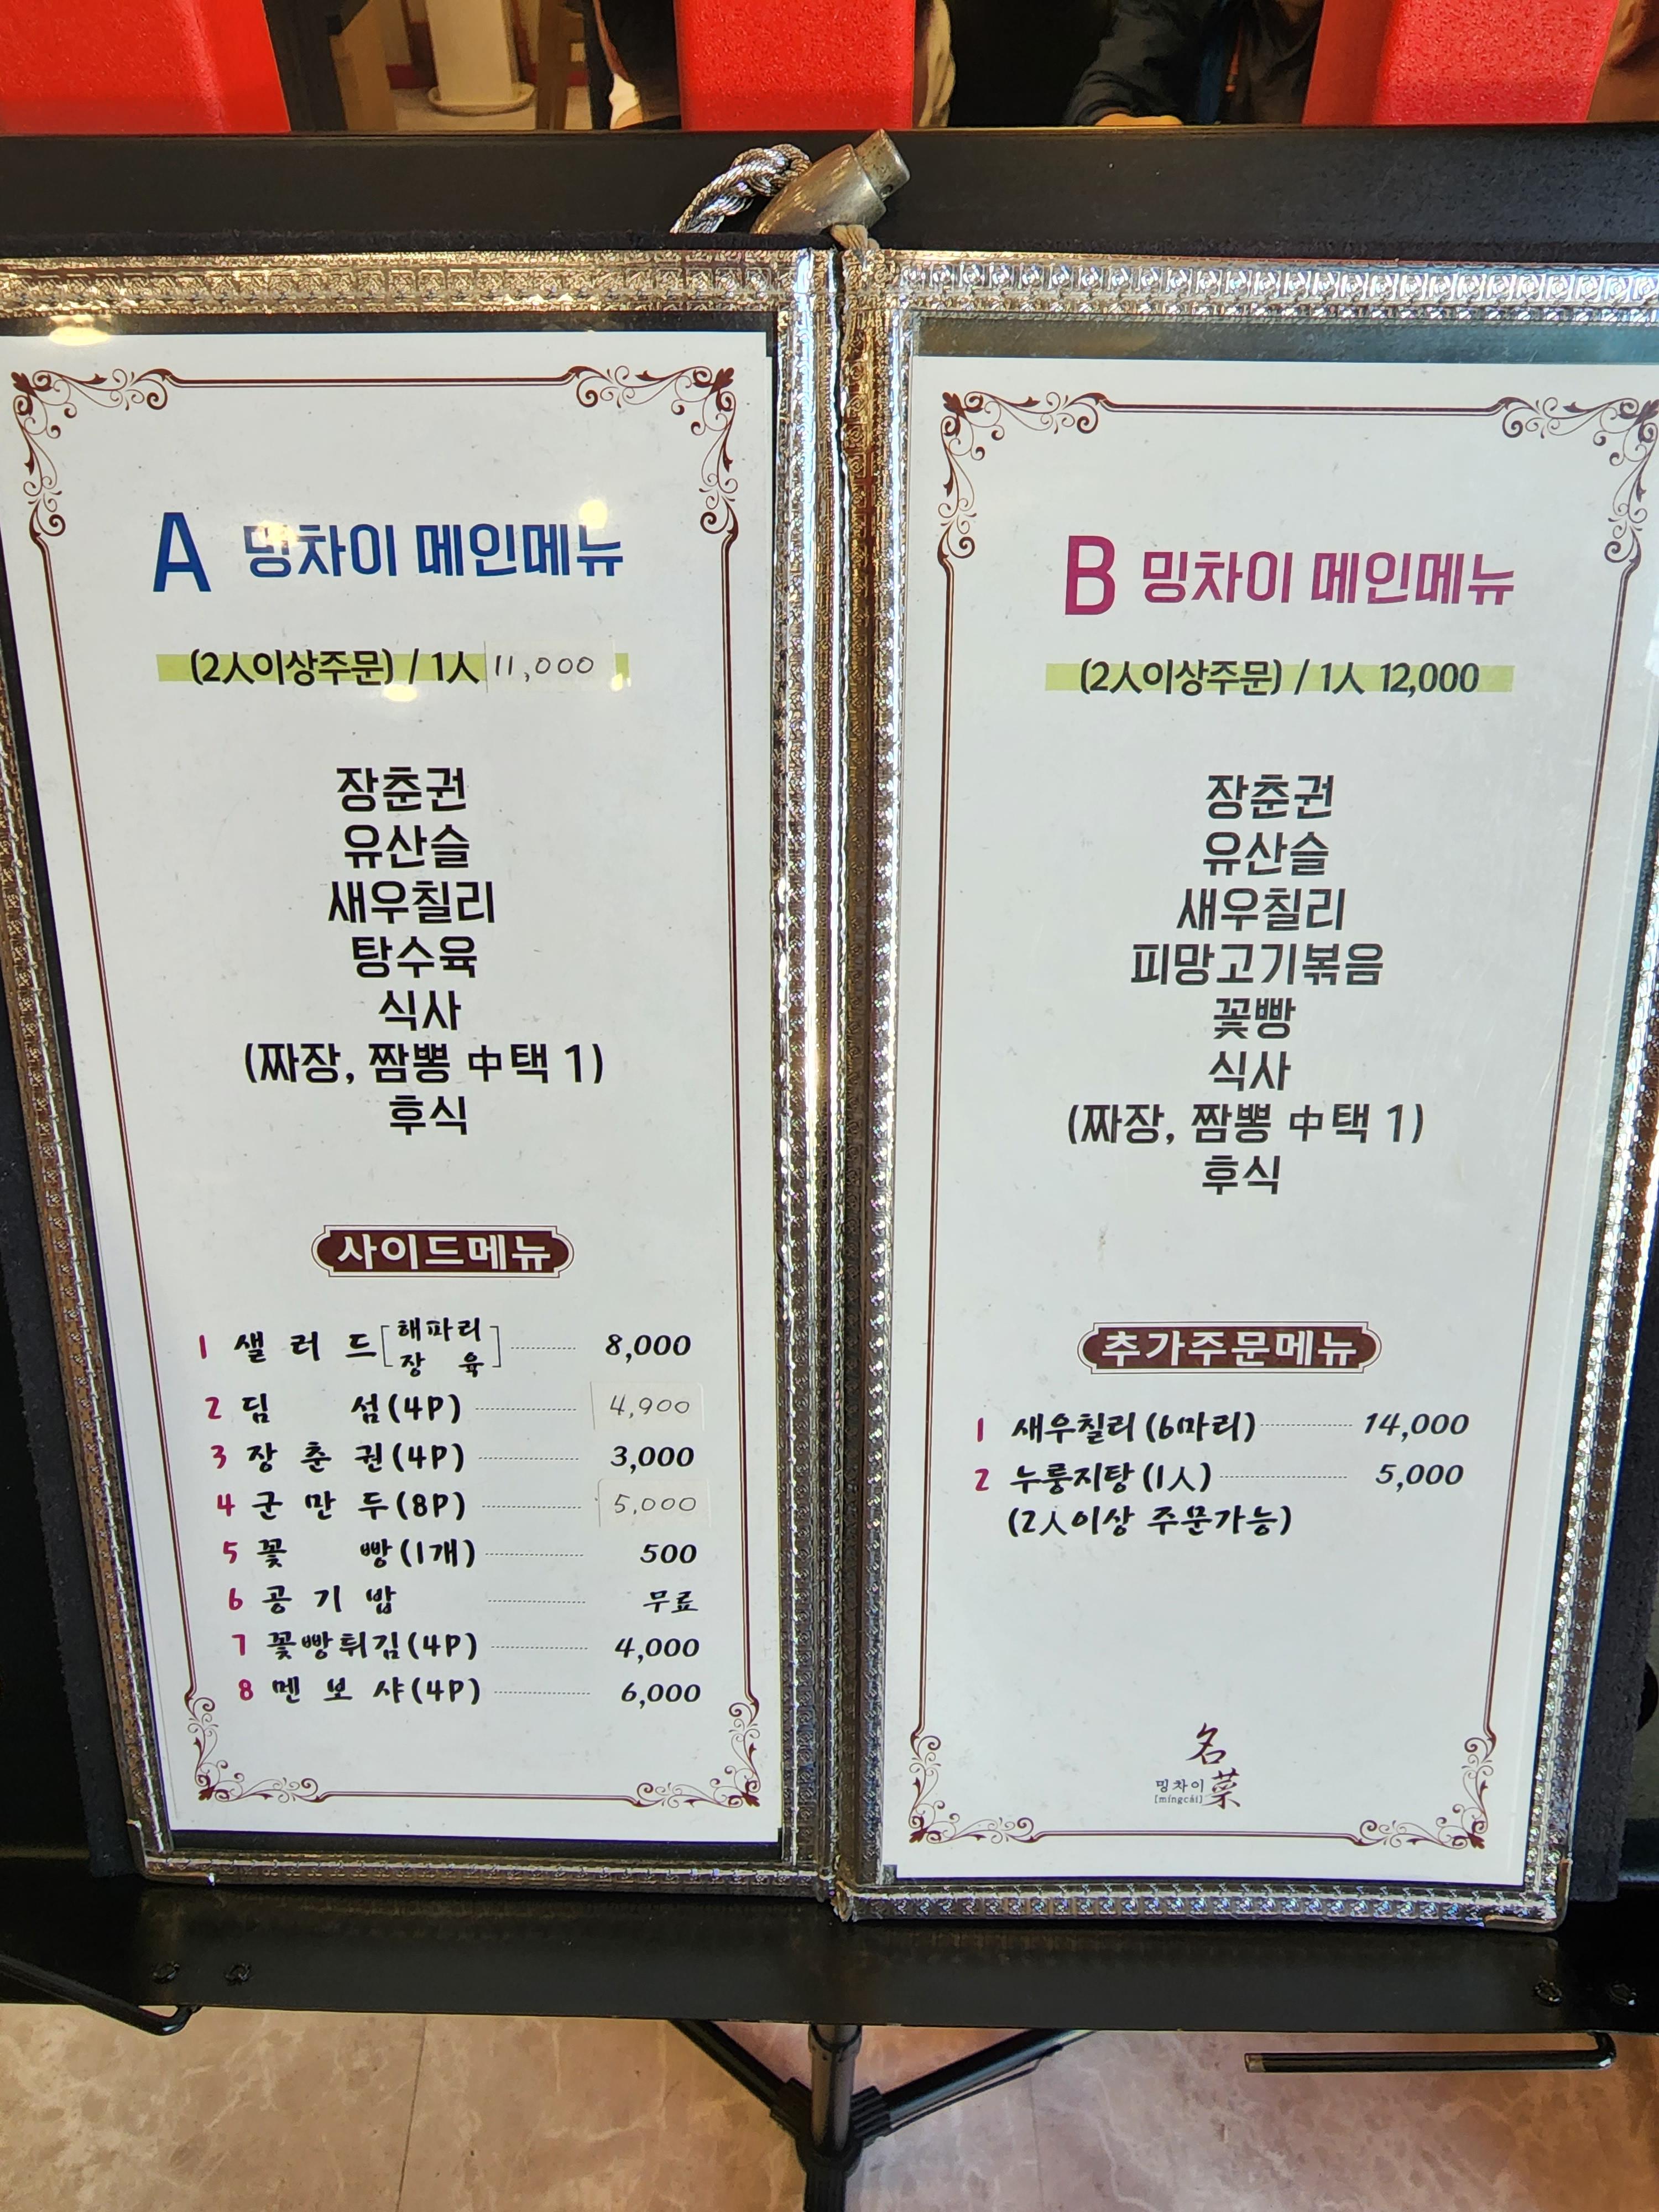 A 밍차이 메인메뉴
(2人이상주문) / 1人 11,000
장춘권
유산슬
새우칠리
탕수육
식사
(짜장, 짬뽕 中택 1)
후식
사이드메뉴
1 샐러드[해파리 장육] 8,000
2 딤섬(4P) 4,900
3 장춘권(4P) 3,000
4 군만두(8P) 5,000
5 꽃빵(1개) 500
6 공기밥 무료
7 꽃빵튀김(4P) 4,000
8 멘보샤(4P) 6,000
B 밍차이 메인메뉴
(2人이상주문) / 1人 12,000
장춘권
유산슬
새우칠리
피망고기볶음
꽃빵
식사
(짜장, 짬뽕 中택 1)
후식
추가주문메뉴
1 새우칠리(6마리) 14,000
2 누룽지탕(1人) 5,000
(2人이상 주문가능)
名菜
밍차이
[míngcài]